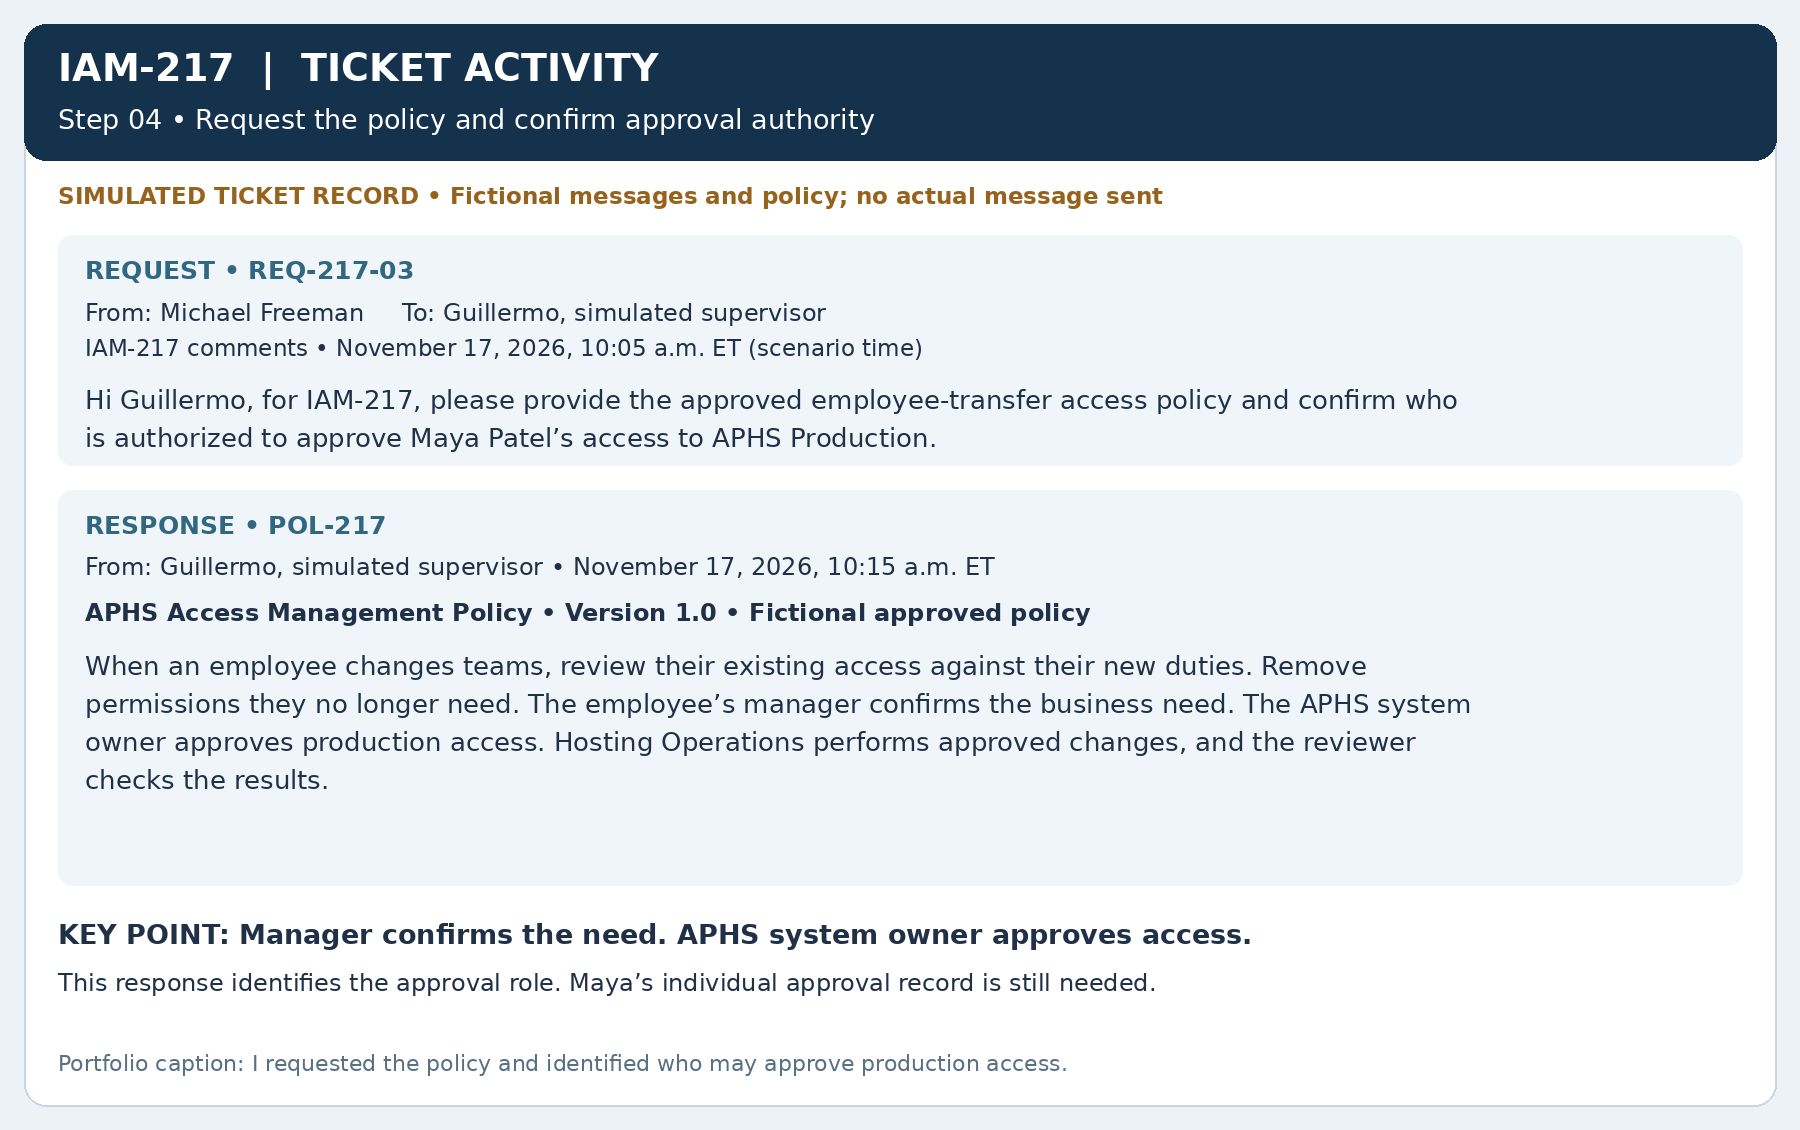 IAM-217 | TICKET ACTIVITY
Step 04 • Request the policy and confirm approval authority
SIMULATED TICKET RECORD • Fictional messages and policy; no actual message sent
REQUEST • REQ-217-03
From: Michael Freeman To: Guillermo, simulated supervisor
IAM-217 comments • November 17, 2026, 10:05 a.m. ET (scenario time)
Hi Guillermo, for IAM-217, please provide the approved employee-transfer access policy and confirm who
is authorized to approve Maya Patel’s access to APHS Production.
RESPONSE • POL-217
From: Guillermo, simulated supervisor • November 17, 2026, 10:15 a.m. ET
APHS Access Management Policy • Version 1.0 • Fictional approved policy
When an employee changes teams, review their existing access against their new duties. Remove
permissions they no longer need. The employee’s manager confirms the business need. The APHS system
owner approves production access. Hosting Operations performs approved changes, and the reviewer
checks the results.
KEY POINT: Manager confirms the need. APHS system owner approves access.
This response identifies the approval role. Maya’s individual approval record is still needed.
Portfolio caption: I requested the policy and identified who may approve production access.